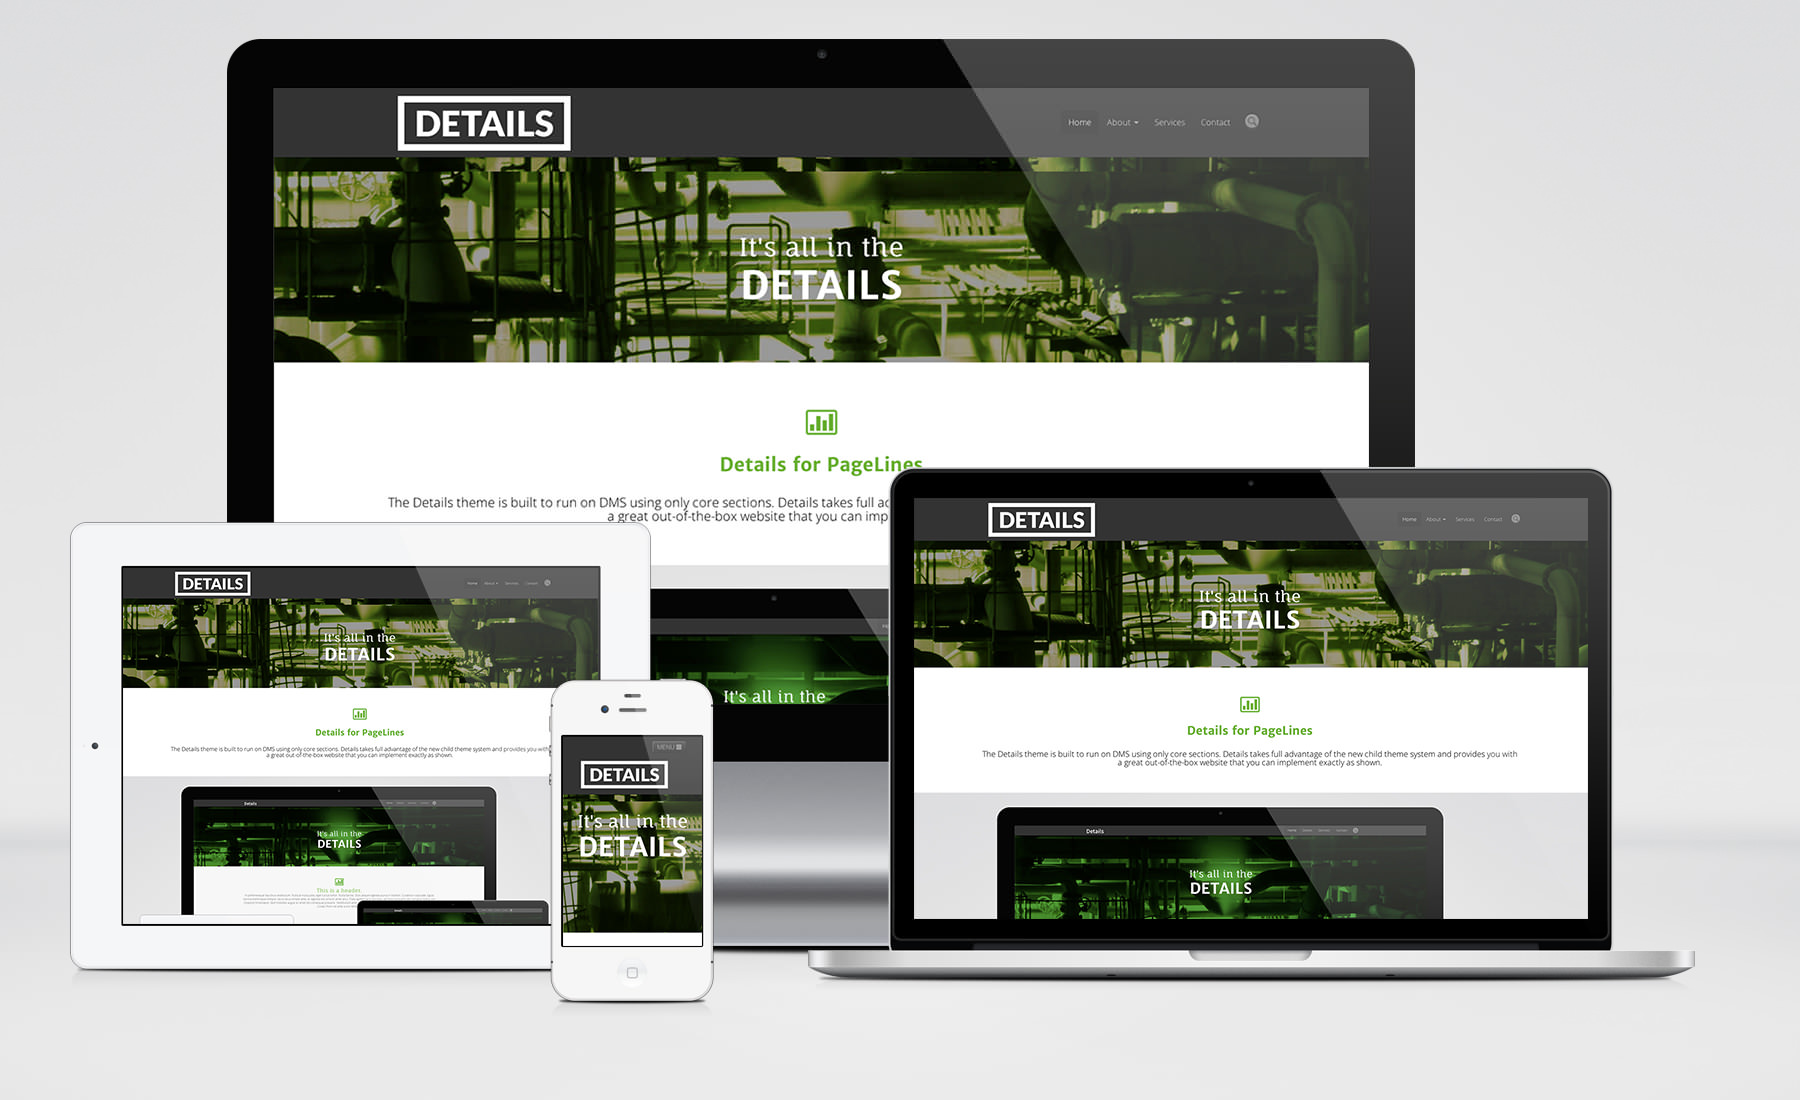 DETAILS
Home About Services Contact
It's all in the
DETAILS
Details for PageLines
The Details theme is built to run on DMS using only core sections. Details takes full ad
a great out-of-the-box website that you can imp
DETAILS
Home About Services Contact
It's all in the
DETAILS
Details for PageLines
The Details theme is built to run on DMS using only core sections. Details takes full advantage of the new child theme system and provides you with
a great out-of-the-box website that you can implement exactly as shown.
Details
It's all in the
DETAILS
This is a header.
MENU
DETAILS
It's all in the
DETAILS
It's all in the
DETAILS
Home About Services Contact
It's all in the
DETAILS
Details for PageLines
The Details theme is built to run on DMS using only core sections. Details takes full advantage of the new child theme system and provides you with
a great out-of-the-box website that you can implement exactly as shown.
Details
It's all in the
DETAILS